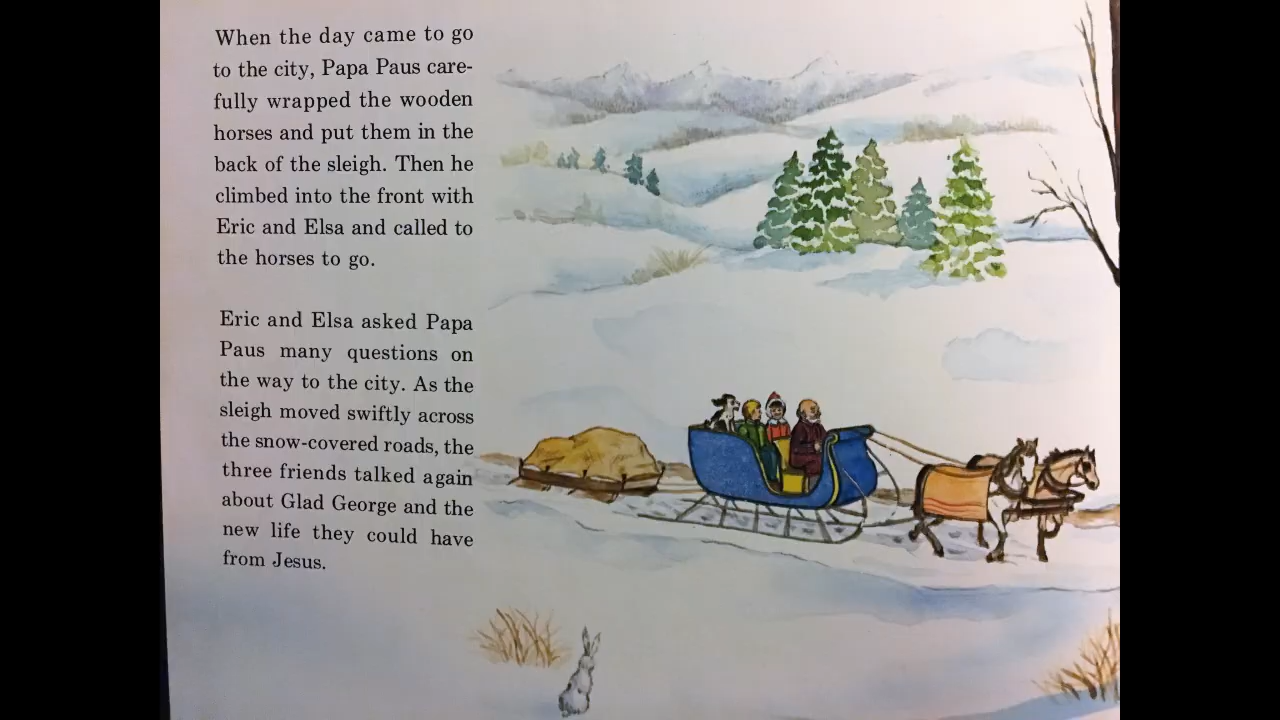 When the day came to go
to the city, Papa Paus care-
fully wrapped the wooden
horses and put them in the
back of the sleigh. Then he
climbed into the front with
Eric and Elsa and called to
the horses to go.
Eric and Elsa asked Papa
Paus many questions on
the way to the city. As the
sleigh moved swiftly across
the snow-covered roads, the
three friends talked again
about Glad George and the
new life they could have
from Jesus.